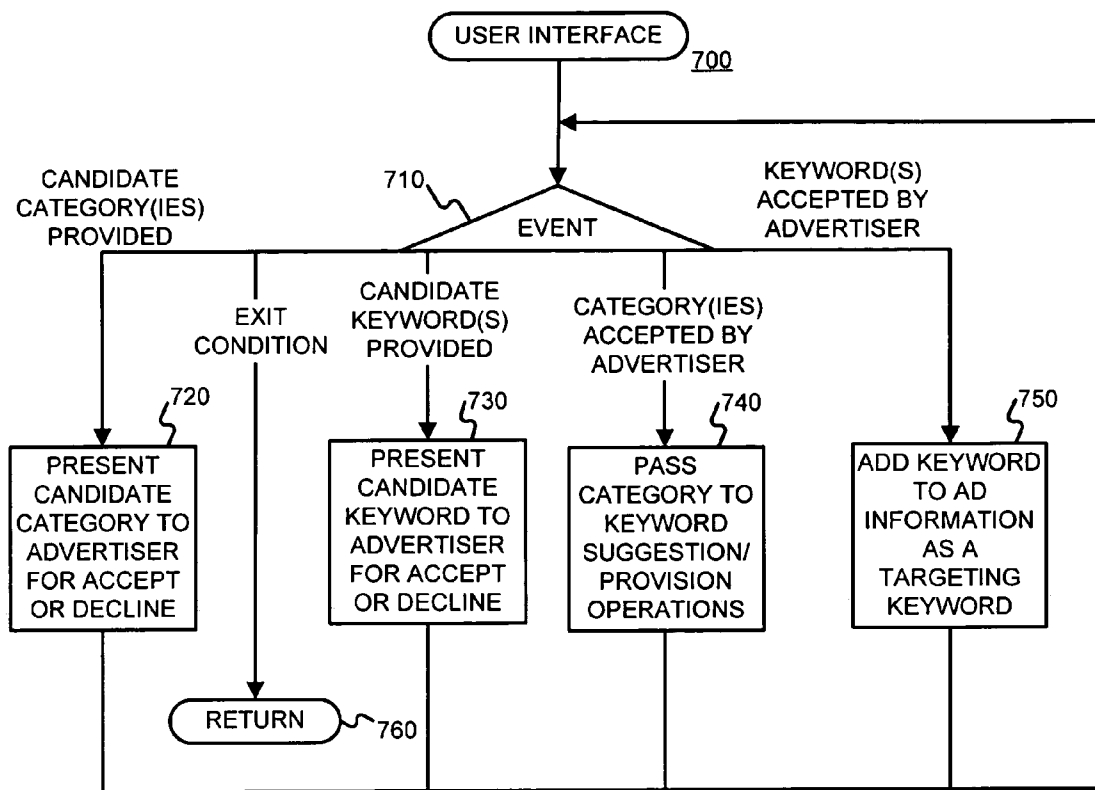 USER INTERFACE
700
CANDIDATE
CATEGORY(IES)
PROVIDED
710
EVENT
KEYWORD(S)
ACCEPTED BY
ADVERTISER
EXIT
CONDITION
CANDIDATE
KEYWORD(S)
PROVIDED
CATEGORY(IES)
ACCEPTED BY
ADVERTISER
720
PRESENT
CANDIDATE
CATEGORY TO
ADVERTISER
FOR ACCEPT
OR DECLINE
730
PRESENT
CANDIDATE
KEYWORD TO
ADVERTISER
FOR ACCEPT
OR DECLINE
740
PASS
CATEGORY TO
KEYWORD
SUGGESTION/
PROVISION
OPERATIONS
750
ADD KEYWORD
TO AD
INFORMATION
AS A
TARGETING
KEYWORD
RETURN
760